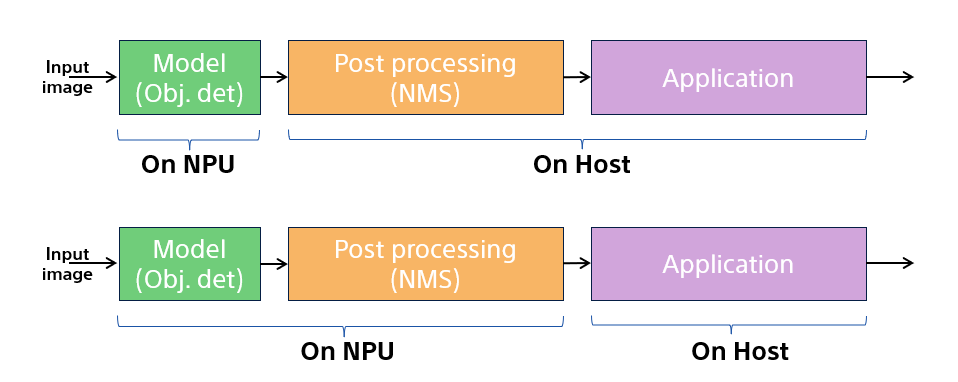 Input
image
Model
(Obj. det)
Post processing
(NMS)
Application
On NPU
On Host
Input
image
Model
(Obj. det)
Post processing
(NMS)
Application
On NPU
On Host